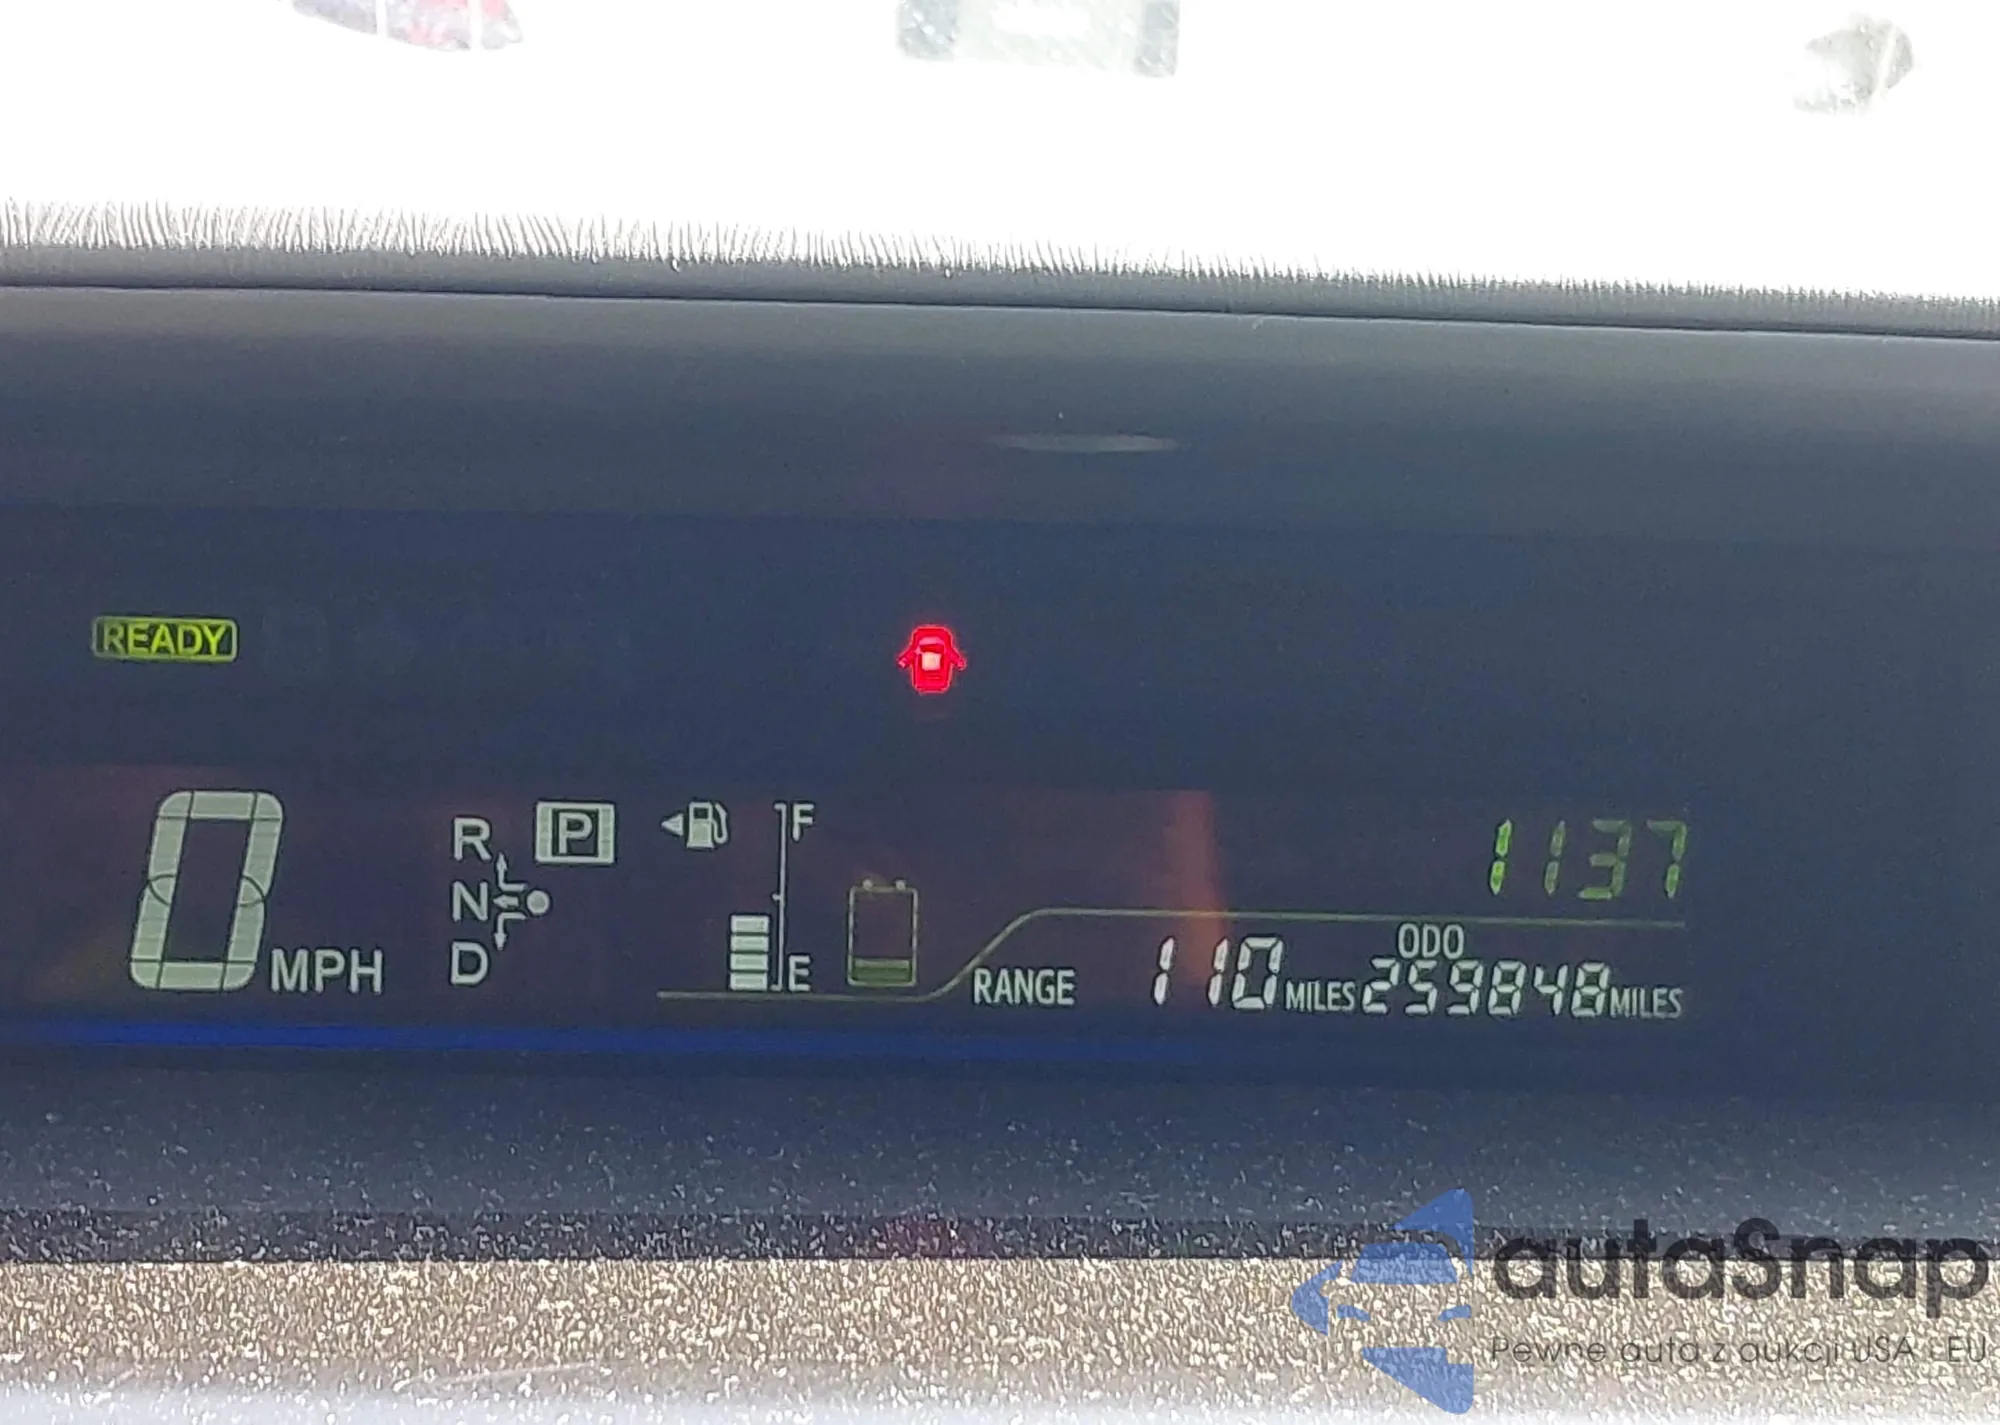 READY
R P F
1137
N
0 MPH
D
E
ODO
RANGE 110 MILES 259848 MILES
autaSnap
Pewne auta z aukcji USA i EU